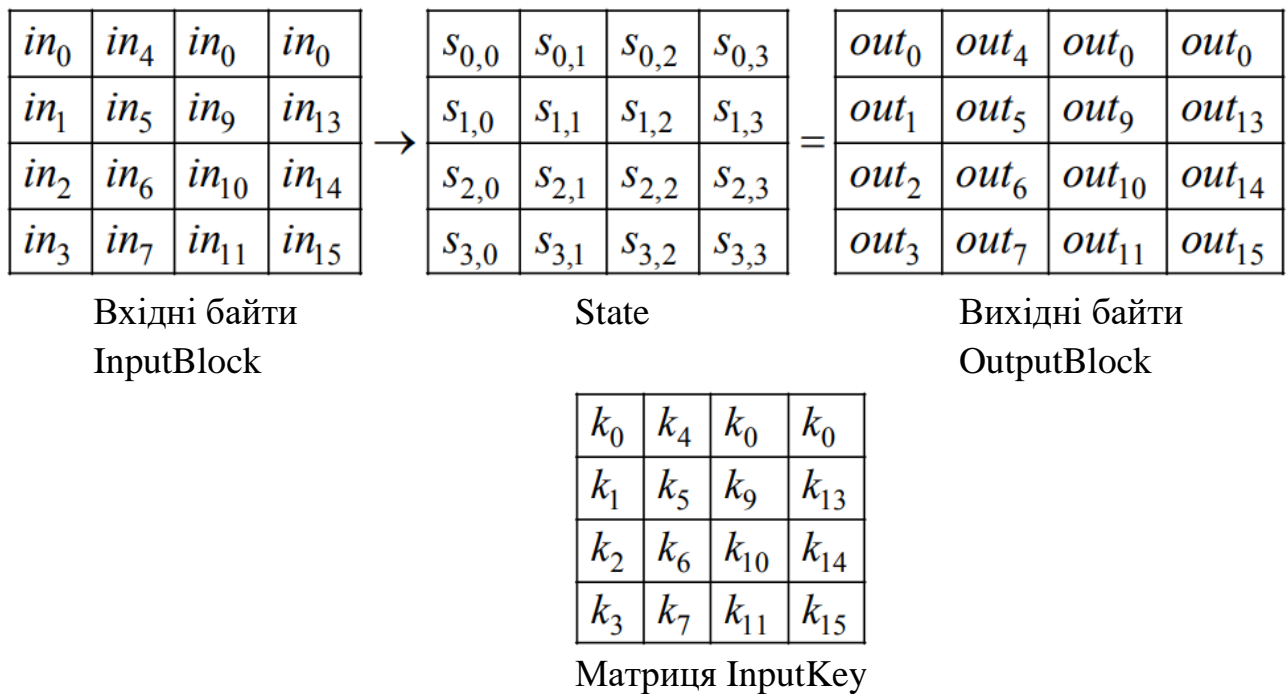 in₀ in₄ in₀ in₀ s₀,₀ s₀,₁ s₀,₂ s₀,₃ out₀ out₄ out₀ out₀
in₁ in₅ in₉ in₁₃ s₁,₀ s₁,₁ s₁,₂ s₁,₃ out₁ out₅ out₉ out₁₃
→ =
in₂ in₆ in₁₀ in₁₄ s₂,₀ s₂,₁ s₂,₂ s₂,₃ out₂ out₆ out₁₀ out₁₄
in₃ in₇ in₁₁ in₁₅ s₃,₀ s₃,₁ s₃,₂ s₃,₃ out₃ out₇ out₁₁ out₁₅
Вхідні байти State Вихідні байти
InputBlock OutputBlock
k₀ k₄ k₀ k₀
k₁ k₅ k₉ k₁₃
k₂ k₆ k₁₀ k₁₄
k₃ k₇ k₁₁ k₁₅
Матриця InputKey